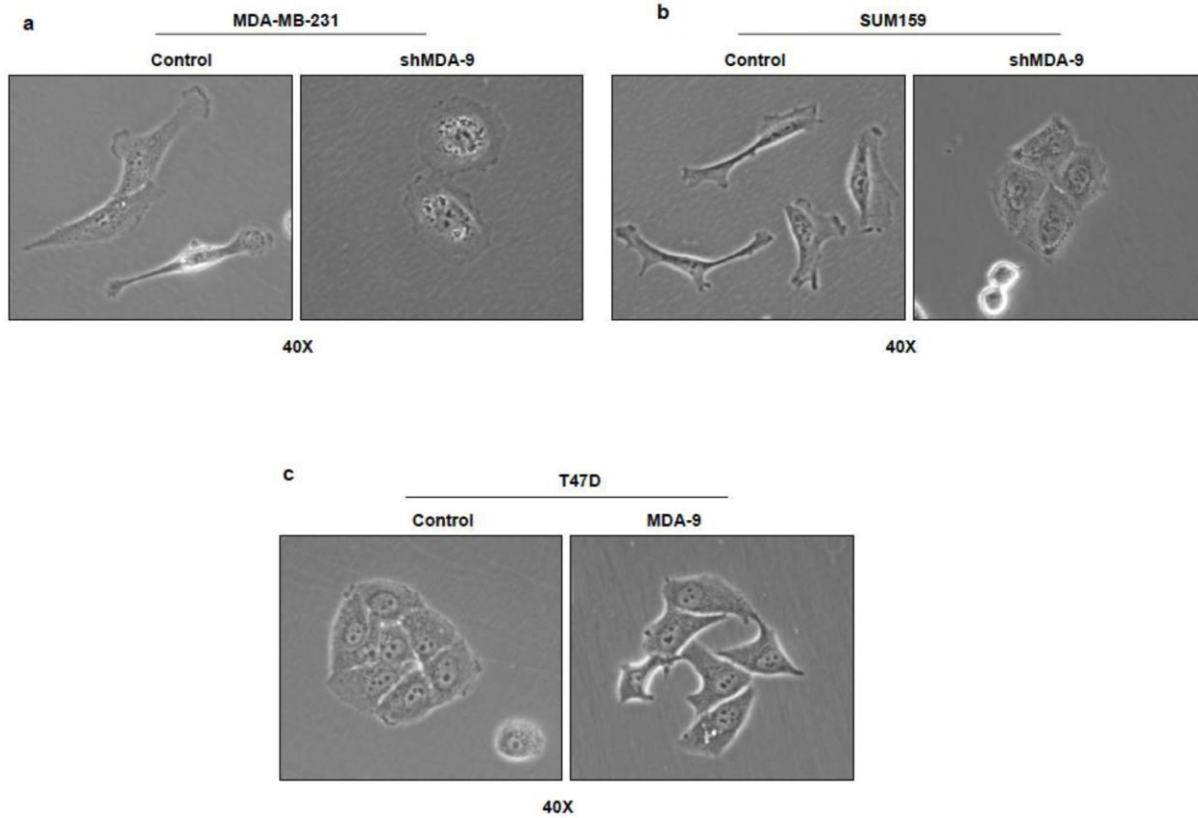 a
MDA-MB-231
Control
shMDA-9
40X
b
SUM159
Control
shMDA-9
40X
c
T47D
Control
MDA-9
40X